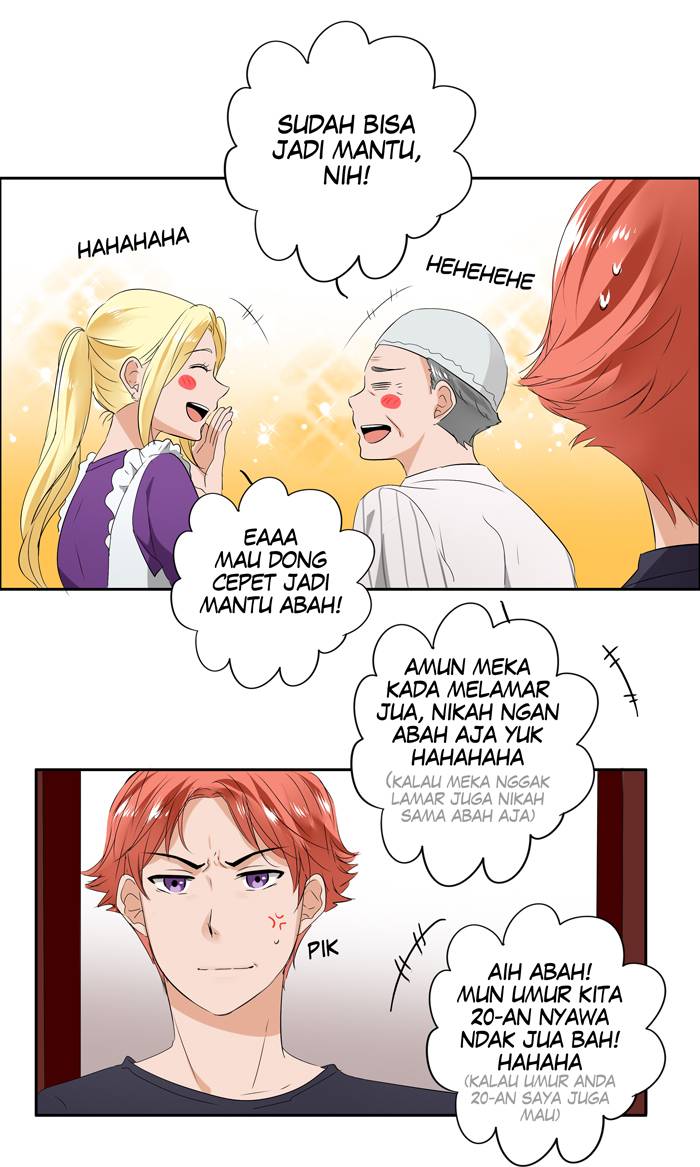 SUDAH BISA
JADI MANTU,
NIH!
HAHAHAHA
HEHEHEHE
EAAA
MAU DONG
CEPET JADI
MANTU ABAH!
AMUN MEKA
KADA MELAMAR
JUA, NIKAH NGAN
ABAH AJA YUK
HAHAHAHA
(KALAU MEKA NGGAK
LAMAR JUGA NIKAH
SAMA ABAH AJA)
PIK
AIH ABAH!
MUN UMUR KITA
20-AN NYAWA
NDAK JUA BAH!
HAHAHA
(KALAU UMUR ANDA
20-AN SAYA JUGA
MAU)